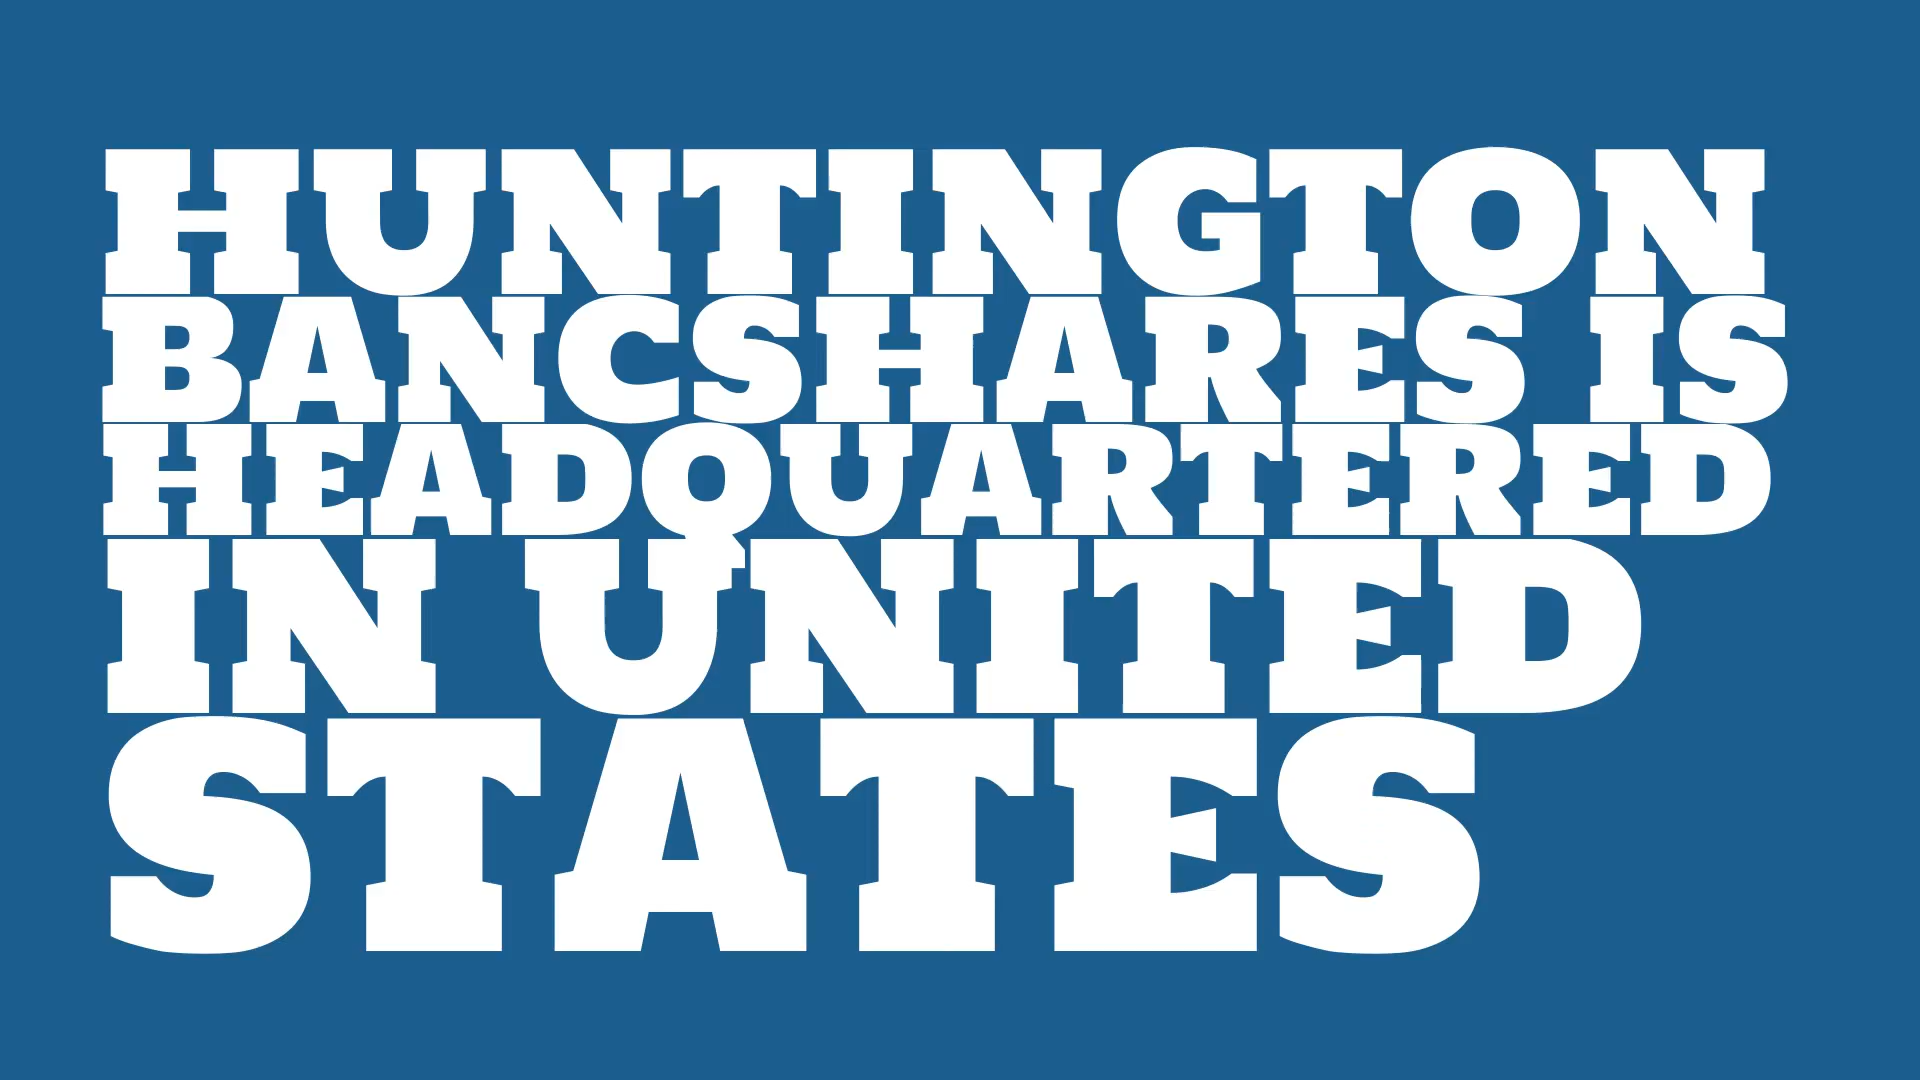 HUNTINGTON
BANCSHARES IS
HEADQUARTERED
IN UNITED
STATES